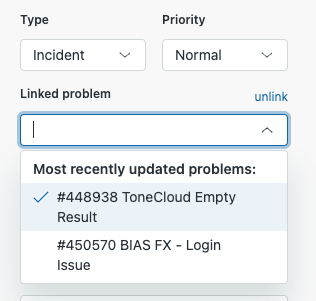 Type Priority
Incident Normal
Linked problem unlink
Most recently updated problems:
#448938 ToneCloud Empty
Result
#450570 BIAS FX - Login
Issue